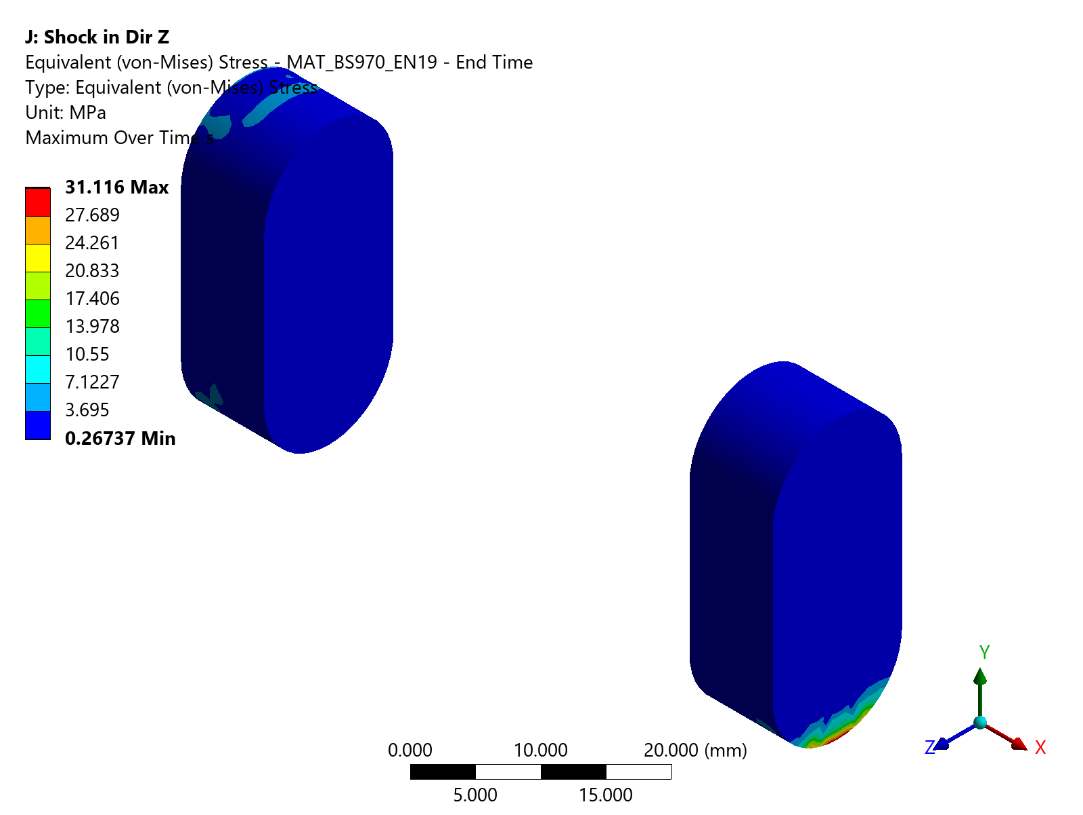 J: Shock in Dir Z
Equivalent (von-Mises) Stress - MAT_BS970_EN19 - End Time
Type: Equivalent (von-Mises) Stress
Unit: MPa
Maximum Over Time s
31.116 Max
27.689
24.261
20.833
17.406
13.978
10.55
7.1227
3.695
0.26737 Min
0.000 10.000 20.000 (mm)
5.000 15.000
Y
Z X